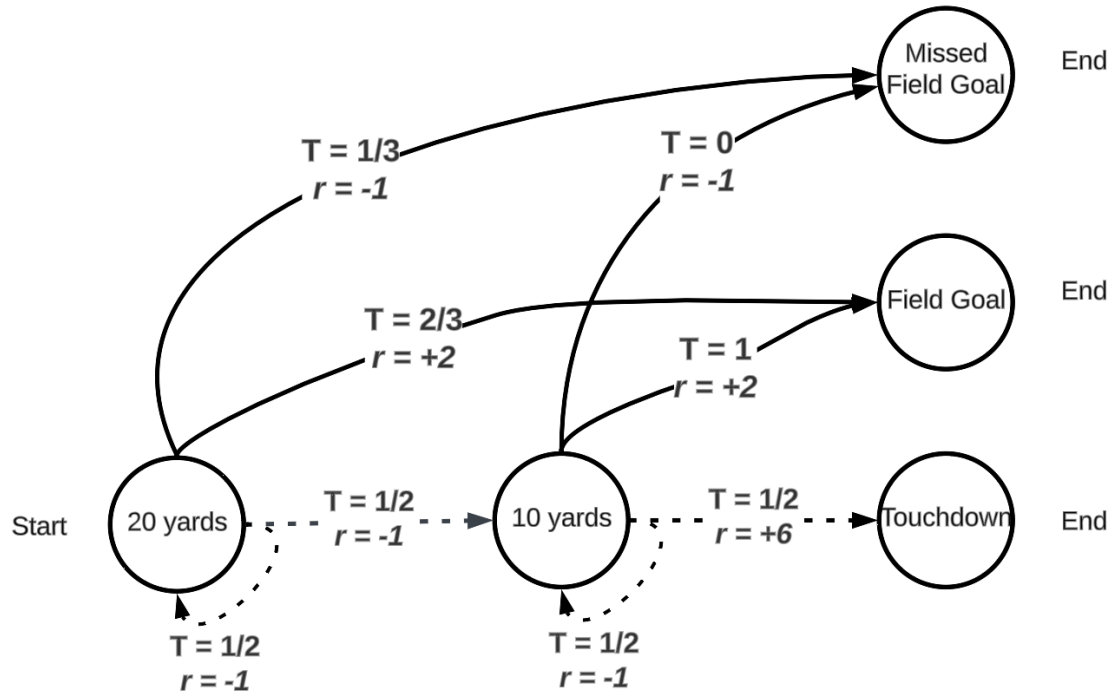 Missed
Field Goal
End
T = 1/3
r = -1
T = 0
r = -1
Field Goal
End
T = 2/3
r = +2
T = 1
r = +2
Start
20 yards
T = 1/2
r = -1
10 yards
T = 1/2
r = +6
Touchdown
End
T = 1/2
r = -1
T = 1/2
r = -1